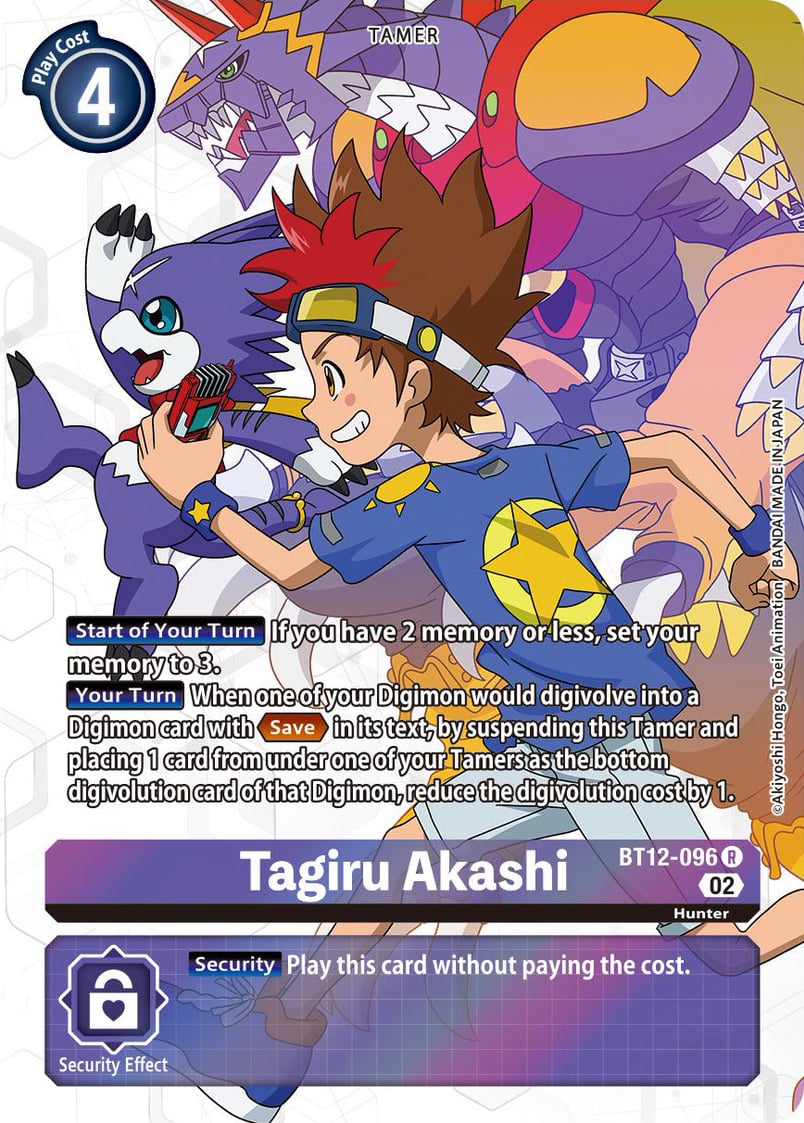 TAMER
Play Cost
4
Start of Your Turn If you have 2 memory or less, set your
memory to 3.
Your Turn When one of your Digimon would digivolve into a
Digimon card with Save in its text, by suspending this Tamer and
placing 1 card from under one of your Tamers as the bottom
digivolution card of that Digimon, reduce the digivolution cost by 1.
©Akiyoshi Hongo, Toei Animation BANDAI MADE IN JAPAN
Tagiru Akashi
BT12-096 R
02
Hunter
Security Play this card without paying the cost.
Security Effect